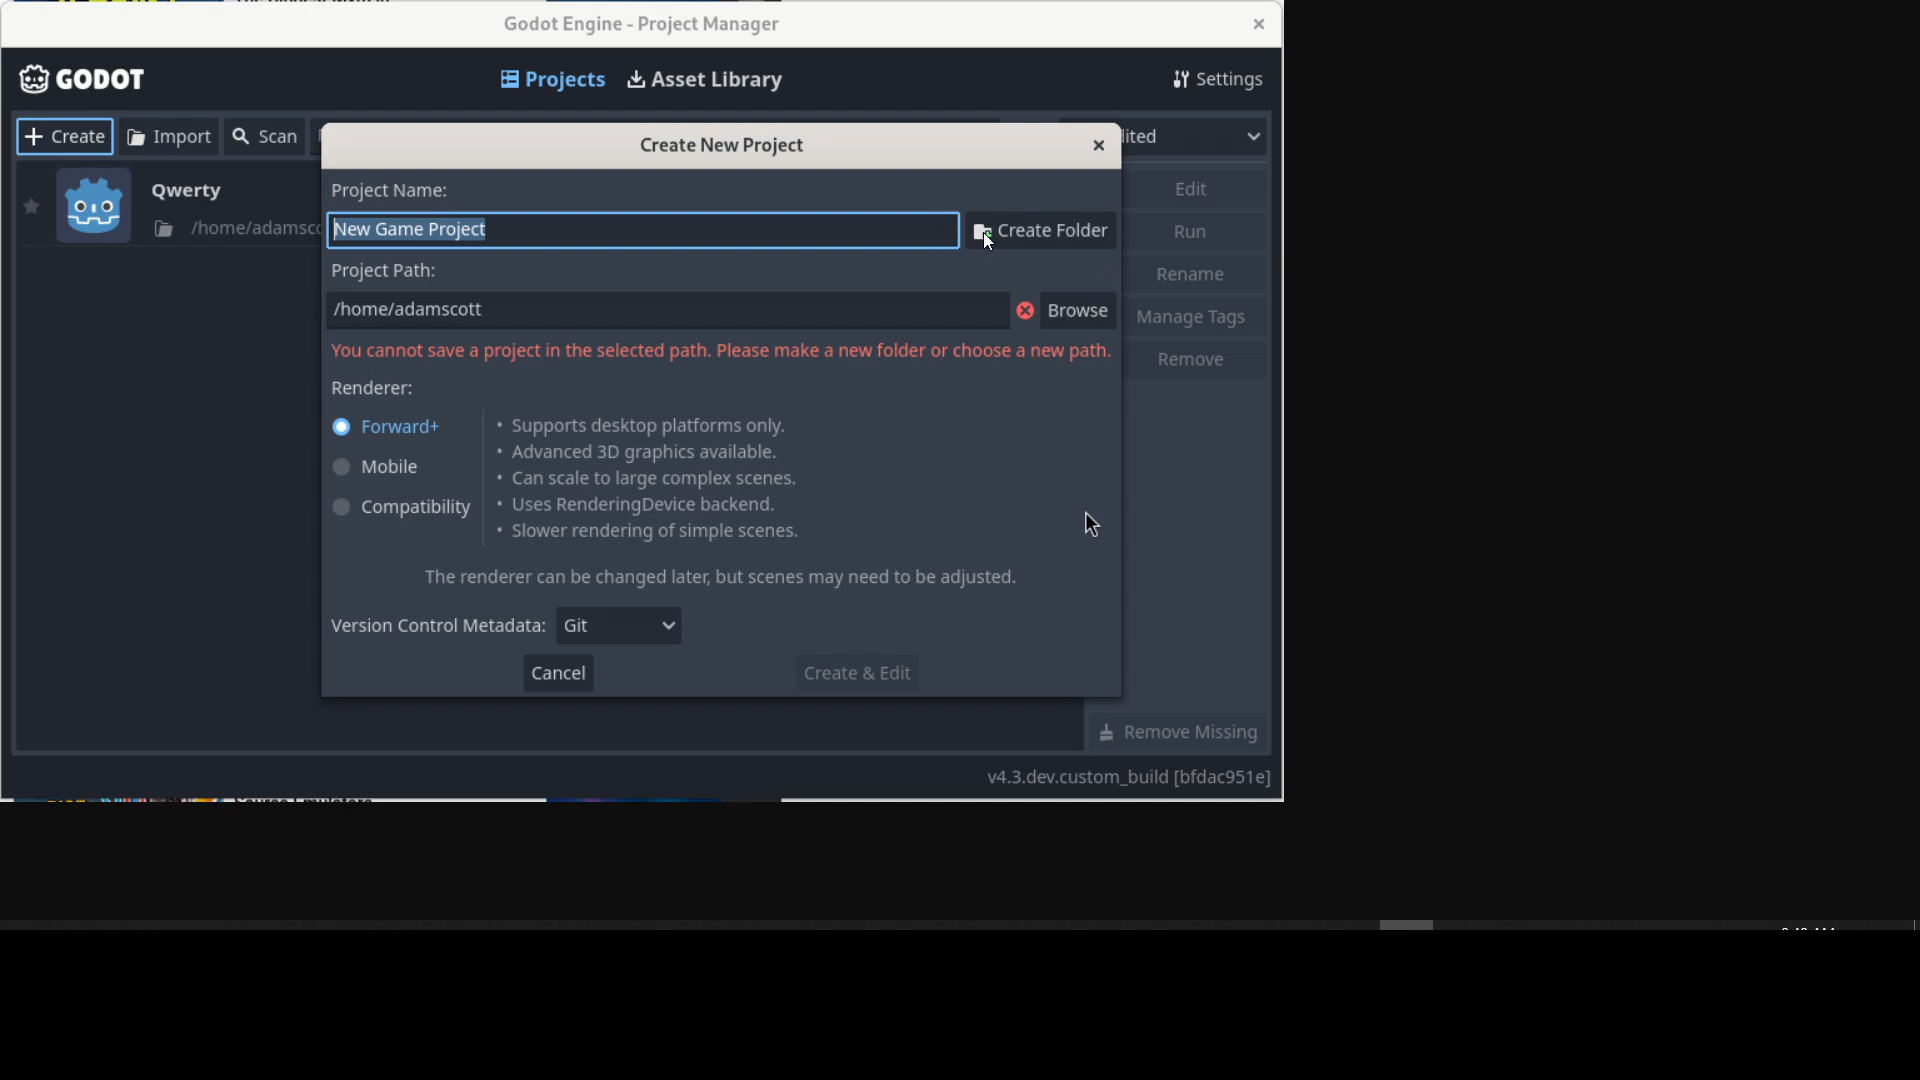 Godot Engine - Project Manager
GODOT
Projects
Asset Library
Settings
Create
Import
Scan
Create New Project
Qwerty
/home/adamsco
Project Name:
New Game Project
Create Folder
Project Path:
/home/adamscott
Browse
You cannot save a project in the selected path. Please make a new folder or choose a new path.
Renderer:
Forward+
Mobile
Compatibility
• Supports desktop platforms only.
• Advanced 3D graphics available.
• Can scale to large complex scenes.
• Uses RenderingDevice backend.
• Slower rendering of simple scenes.
The renderer can be changed later, but scenes may need to be adjusted.
Version Control Metadata:
Git
Cancel
Create & Edit
Edit
Run
Rename
Manage Tags
Remove
Remove Missing
v4.3.dev.custom_build [bfdac951e]